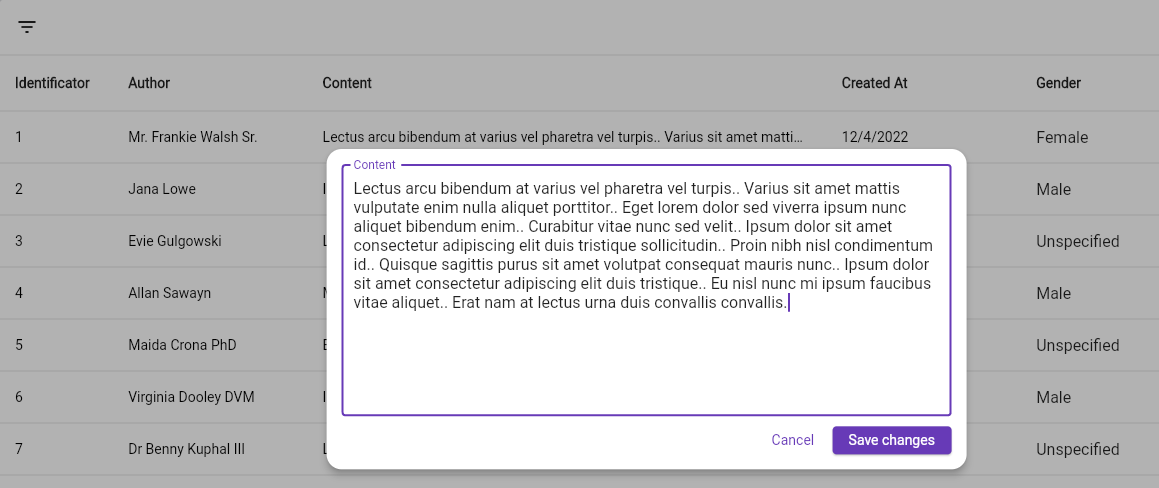 Identificator Author Content Created At Gender
1 Mr. Frankie Walsh Sr. Lectus arcu bibendum at varius vel pharetra vel turpis.. Varius sit amet matti… 12/4/2022 Female
2 Jana Lowe Male
3 Evie Gulgowski Unspecified
4 Allan Sawayn Male
5 Maida Crona PhD Unspecified
6 Virginia Dooley DVM Male
7 Dr Benny Kuphal III Unspecified
Content
Lectus arcu bibendum at varius vel pharetra vel turpis.. Varius sit amet mattis
vulputate enim nulla aliquet porttitor.. Eget lorem dolor sed viverra ipsum nunc
aliquet bibendum enim.. Curabitur vitae nunc sed velit.. Ipsum dolor sit amet
consectetur adipiscing elit duis tristique sollicitudin.. Proin nibh nisl condimentum
id.. Quisque sagittis purus sit amet volutpat consequat mauris nunc.. Ipsum dolor
sit amet consectetur adipiscing elit duis tristique.. Eu nisl nunc mi ipsum faucibus
vitae aliquet.. Erat nam at lectus urna duis convallis convallis.
Cancel Save changes